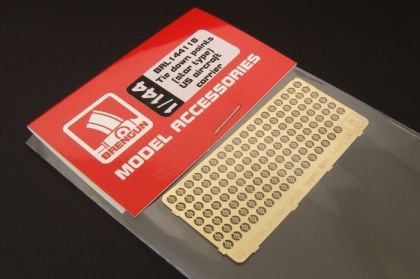 BRL144118
Tie down points
(star type)
US aircraft
carrier
1/144
BRENGUN
MODEL ACCESSORIES